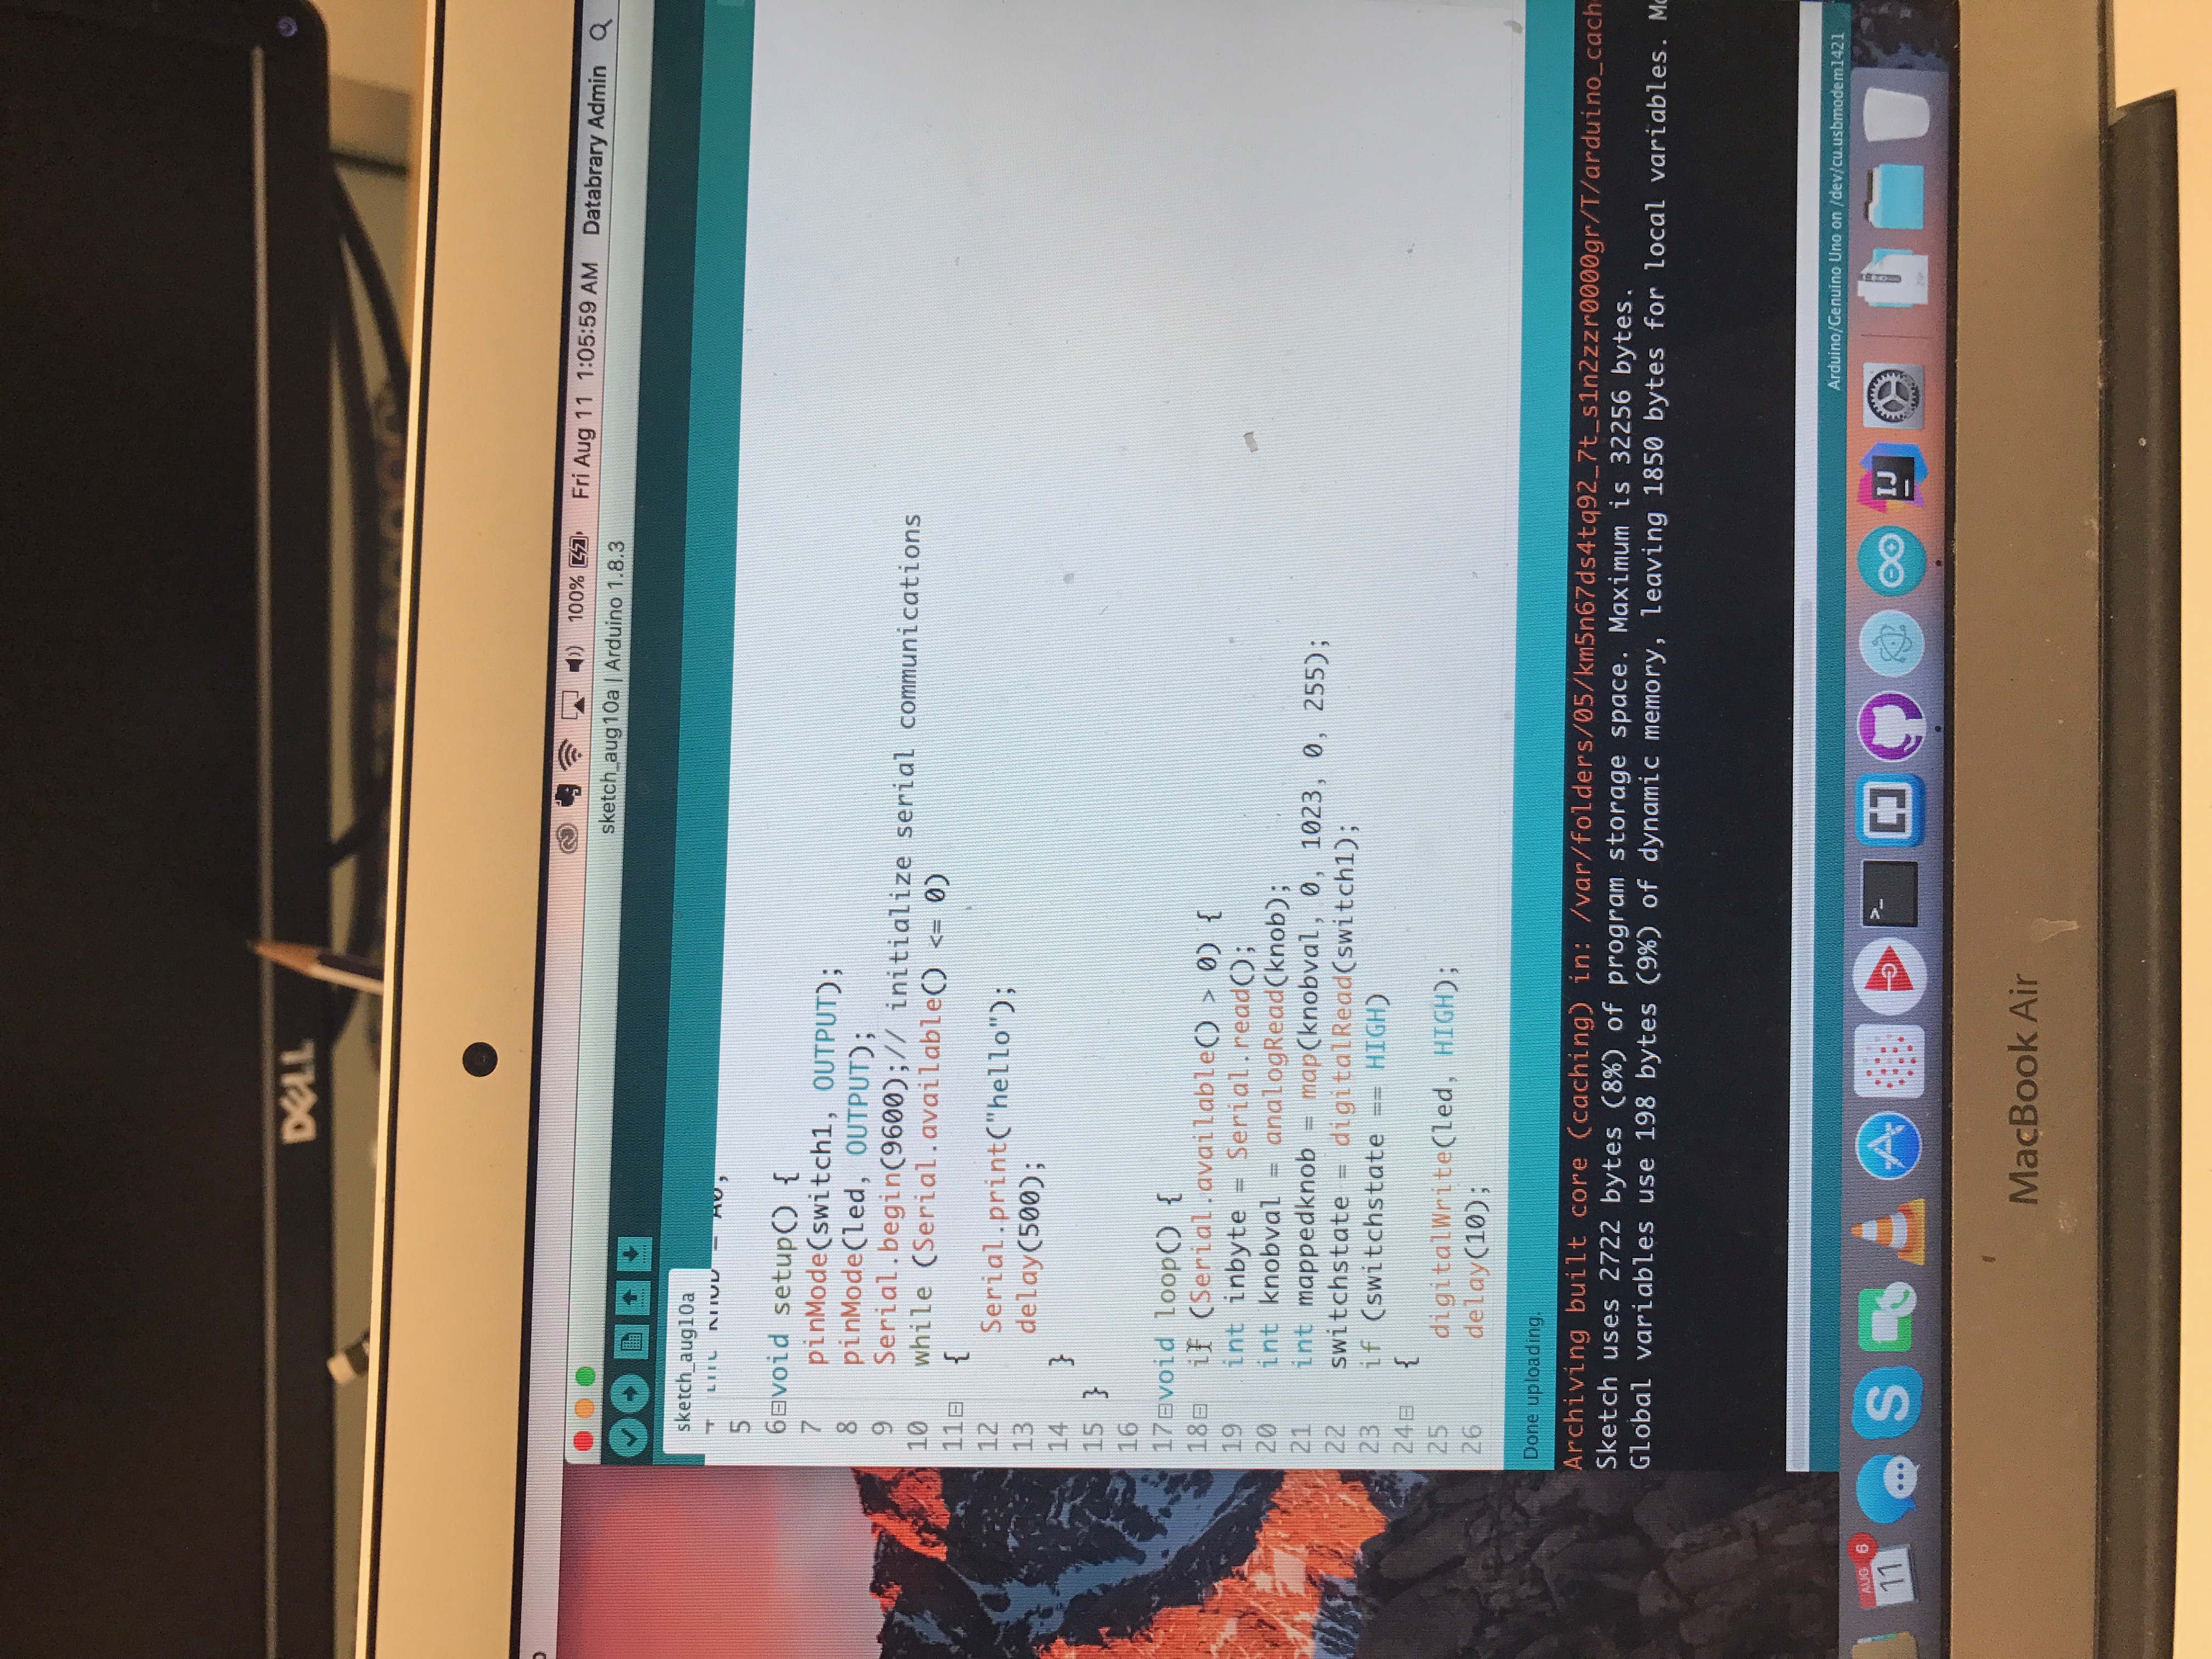 DELL
100% Fri Aug 11 1:05:59 AM Databrary Admin
sketch_aug10a | Arduino 1.8.3
sketch_aug10a
4 int knob = A0;
5
6 void setup() {
7 pinMode(switch1, OUTPUT);
8 pinMode(led, OUTPUT);
9 Serial.begin(9600);// initialize serial communications
10 while (Serial.available() <= 0)
11 {
12 Serial.print("hello");
13 delay(500);
14 }
15 }
16
17 void loop() {
18 if (Serial.available() > 0) {
19 int inbyte = Serial.read();
20 int knobval = analogRead(knob);
21 int mappedknob = map(knobval, 0, 1023, 0, 255);
22 switchstate = digitalRead(switch1);
23 if (switchstate == HIGH)
24 {
25 digitalWrite(led, HIGH);
26 delay(10);
Done uploading.
Archiving built core (caching) in: /var/folders/05/km5n67ds4tq92_7t_s1n2zzr0000gr/T/arduino_cach
Sketch uses 2722 bytes (8%) of program storage space. Maximum is 32256 bytes.
Global variables use 198 bytes (9%) of dynamic memory, leaving 1850 bytes for local variables. M
Arduino/Genuino Uno on /dev/cu.usbmodem1421
AUG 6
11
S
>_
IJ
MacBook Air